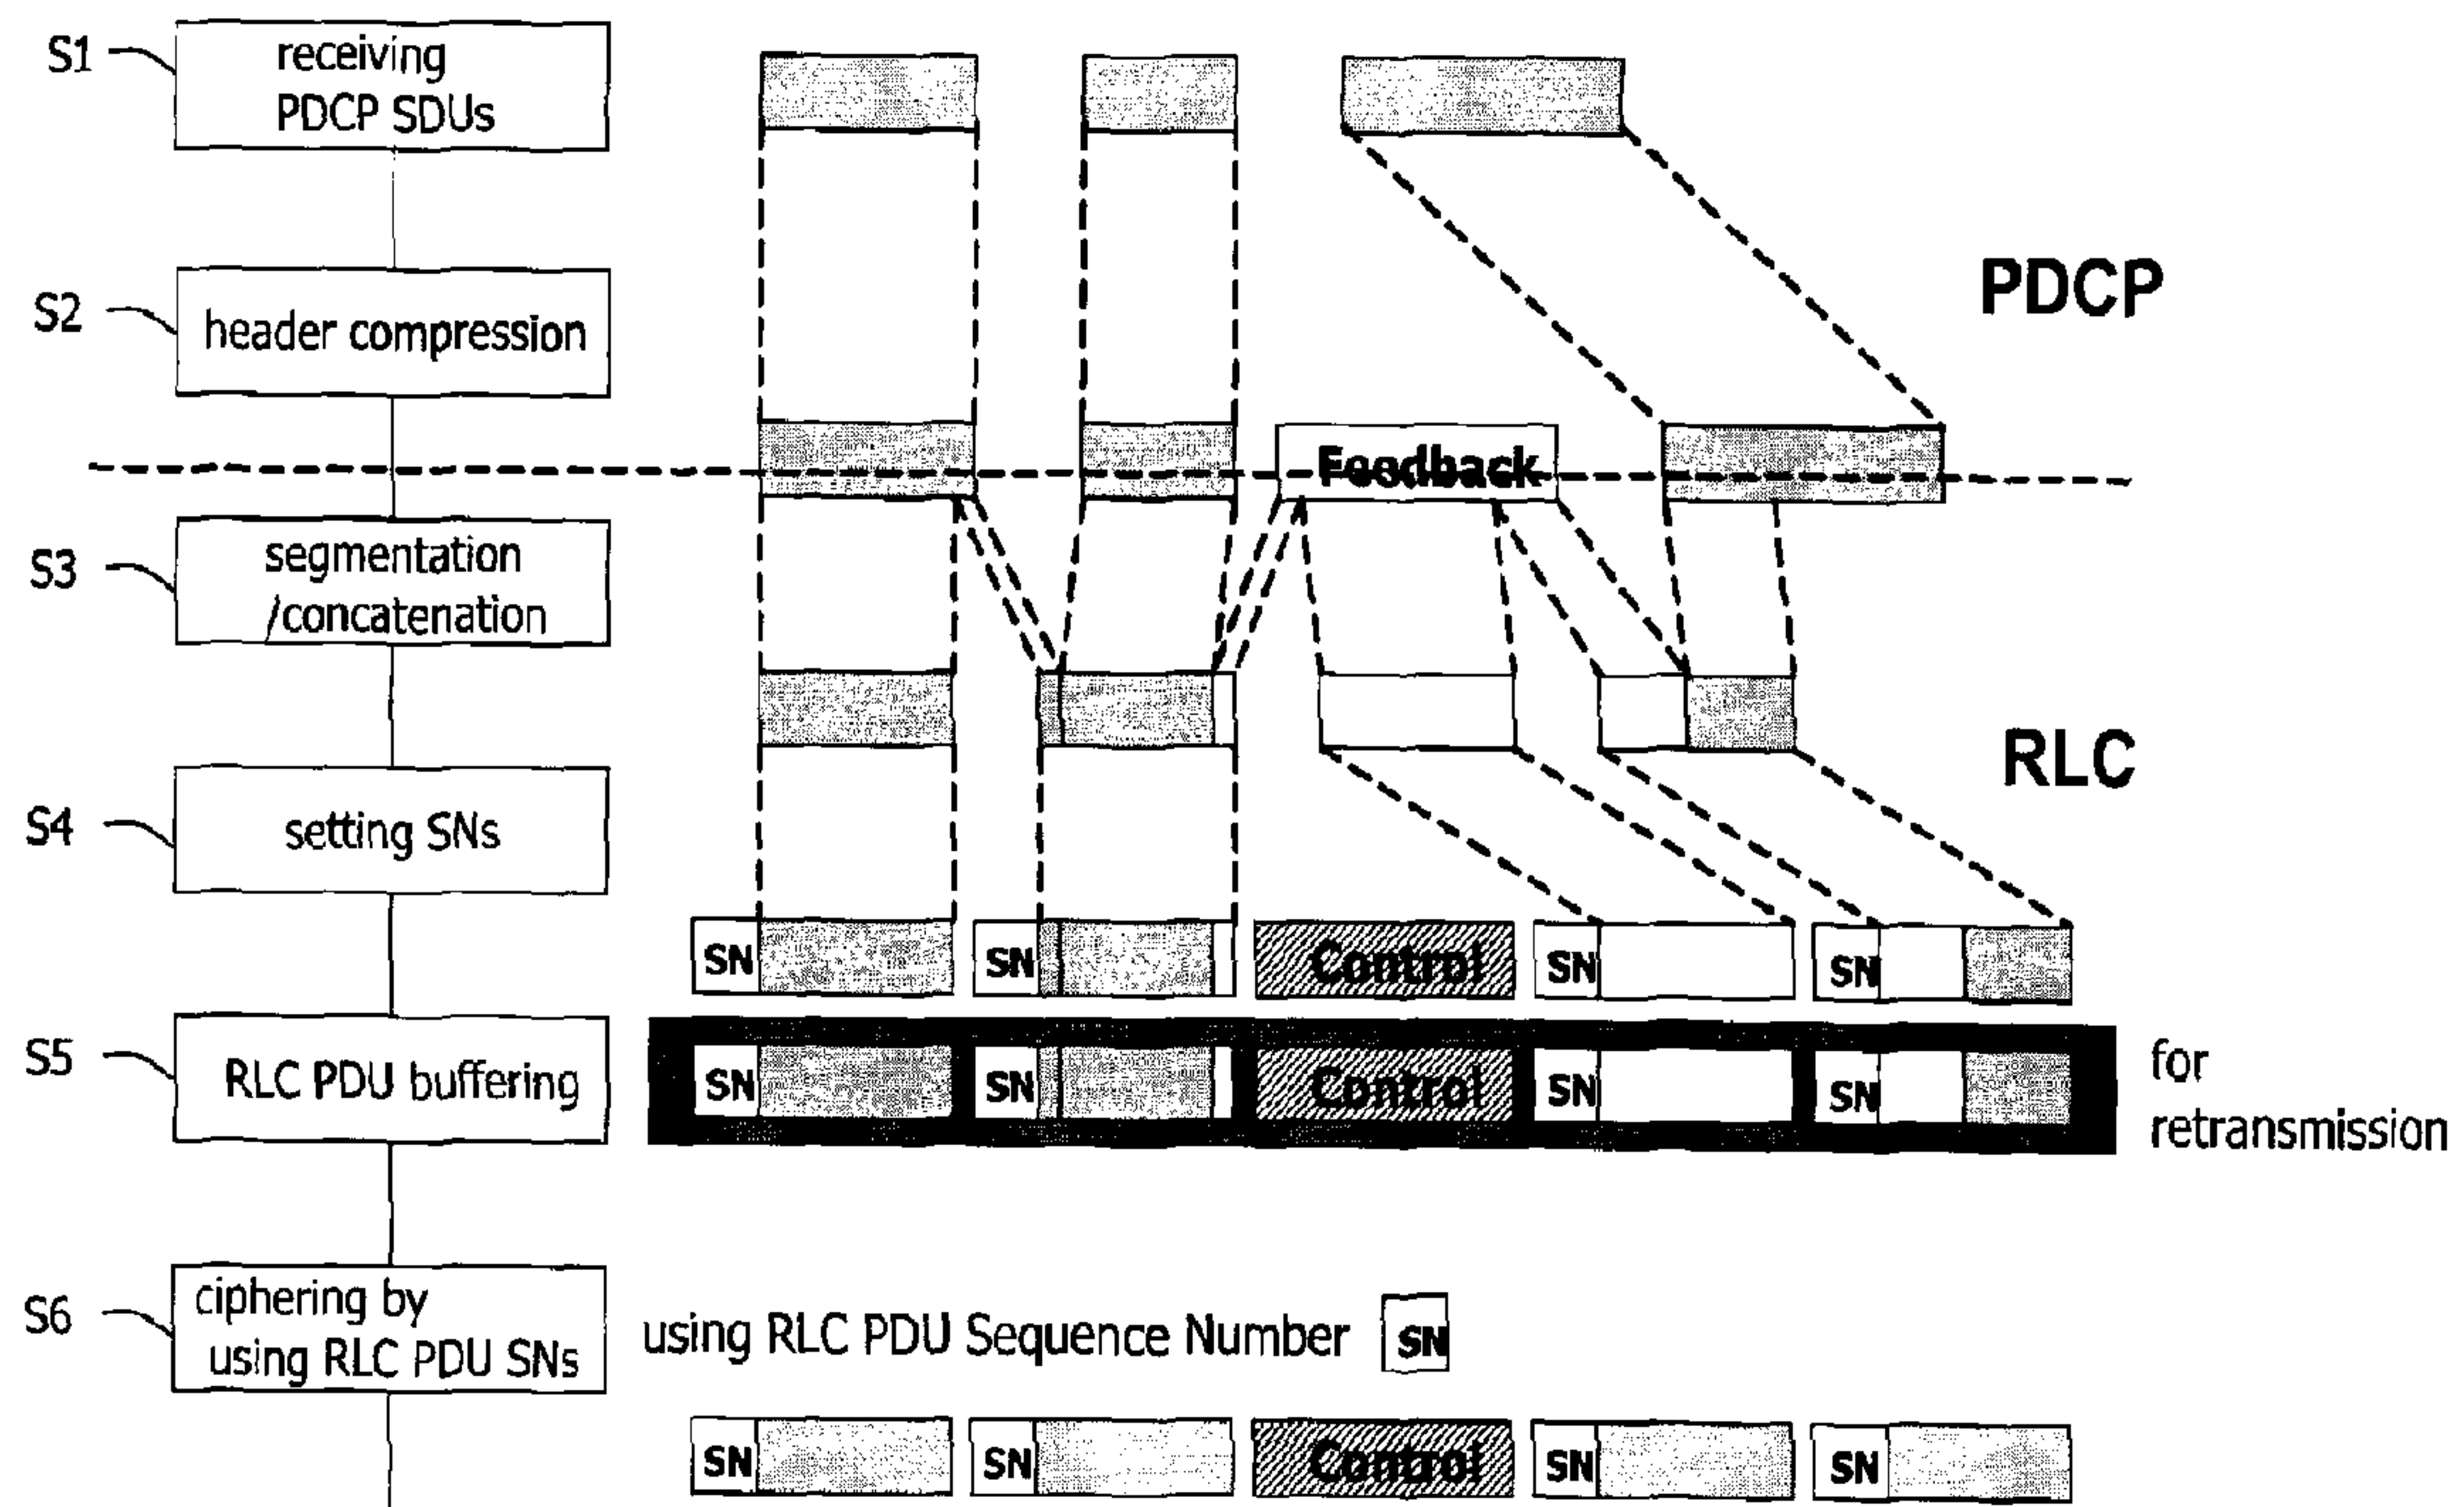 S1
receiving
PDCP SDUs
S2
header compression
PDCP
Feedback
S3
segmentation
/concatenation
RLC
S4
setting SNs
SN SN Control SN SN
S5
RLC PDU buffering
SN SN Control SN SN
for
retransmission
S6
ciphering by
using RLC PDU SNs
using RLC PDU Sequence Number SN
SN SN Control SN SN